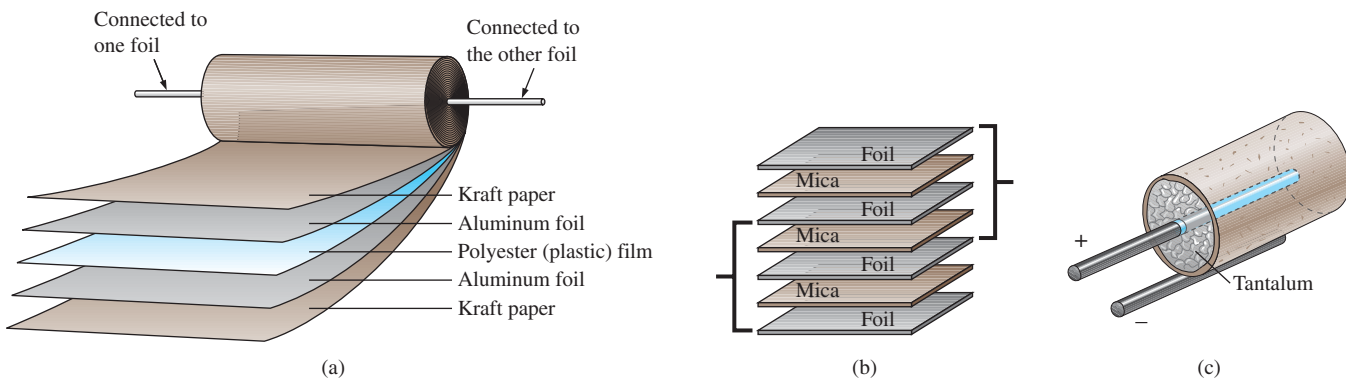 Connected to
one foil
Connected to
the other foil
Kraft paper
Aluminum foil
Polyester (plastic) film
Aluminum foil
Kraft paper
(a)
Foil
Mica
Foil
Mica
Foil
Mica
Foil
(b)
+
−
Tantalum
(c)